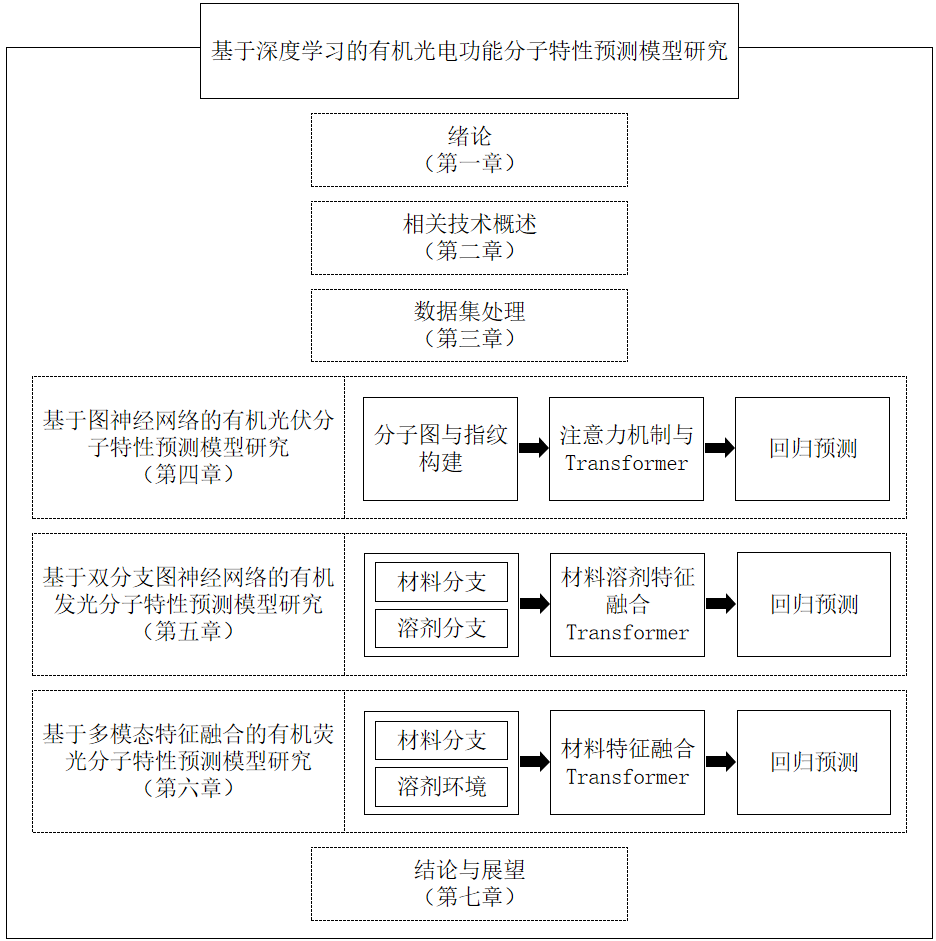 基于深度学习的有机光电功能分子特性预测模型研究
绪论
（第一章）
相关技术概述
（第二章）
数据集处理
（第三章）
基于图神经网络的有机光伏分
子特性预测模型研究
（第四章）
分子图与指纹
构建
注意力机制与
Transformer
回归预测
基于双分支图神经网络的有机
发光分子特性预测模型研究
（第五章）
材料分支
溶剂分支
材料溶剂特征
融合
Transformer
回归预测
基于多模态特征融合的有机荧
光分子特性预测模型研究
（第六章）
材料分支
溶剂环境
材料特征融合
Transformer
回归预测
结论与展望
（第七章）